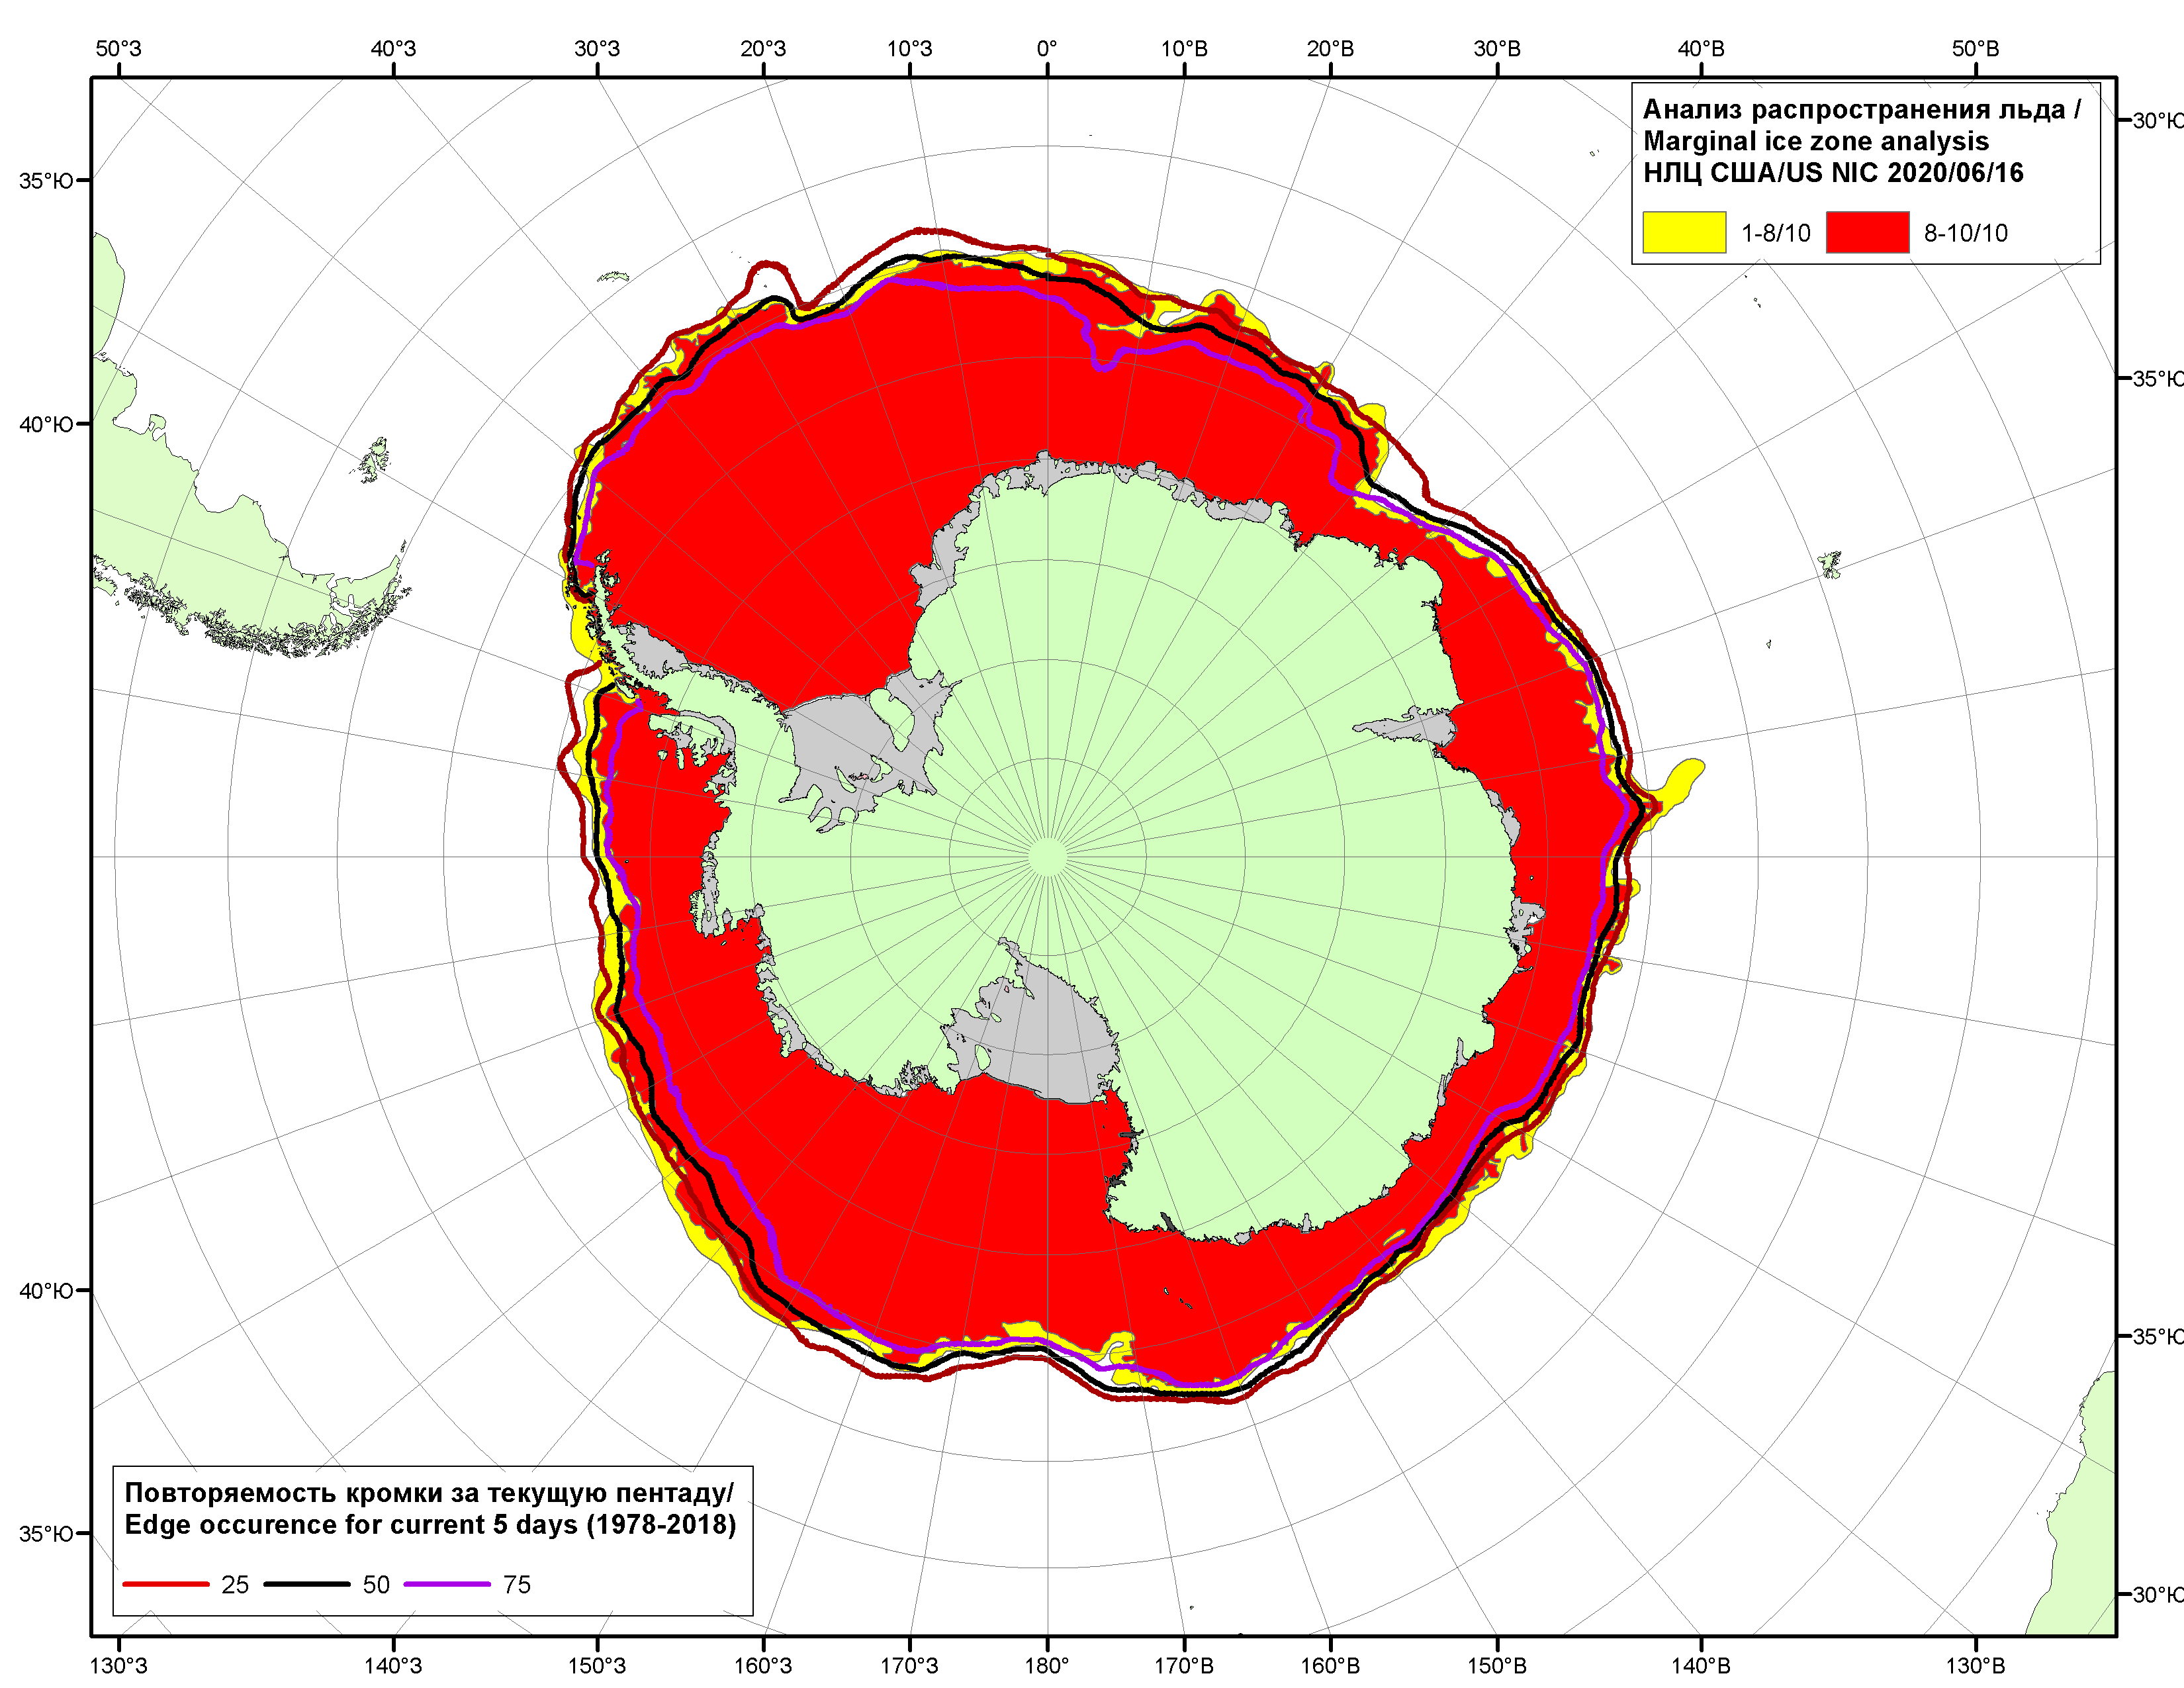 50°З 40°З 30°З 20°З 10°З 0° 10°В 20°В 30°В 40°В 50°В
Анализ распространения льда /
Marginal ice zone analysis
НЛЦ США/US NIC 2020/06/16
1-8/10 8-10/10
30°Ю
35°Ю
35°Ю
40°Ю
40°Ю
35°Ю
35°Ю
30°Ю
Повторяемость кромки за текущую пентаду/
Edge occurence for current 5 days (1978-2018)
25 50 75
130°З 140°З 150°З 160°З 170°З 180° 170°В 160°В 150°В 140°В 130°В